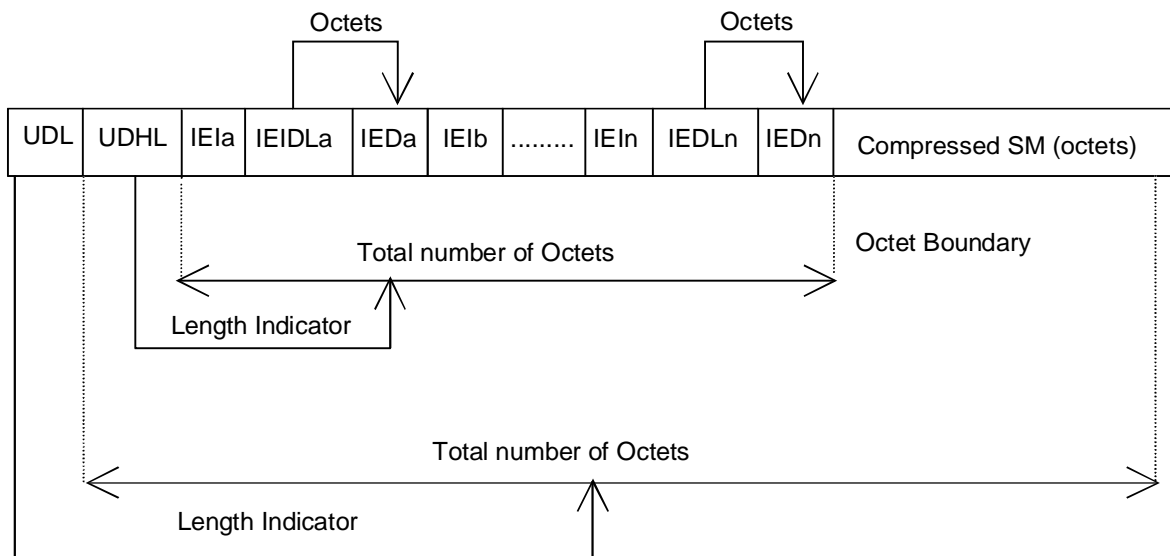 Octets Octets
UDL UDHL IEIa IEIDLa IEDa IEIb ......... IEIn IEDLn IEDn Compressed SM (octets)
Total number of Octets Octet Boundary
Length Indicator
Total number of Octets
Length Indicator